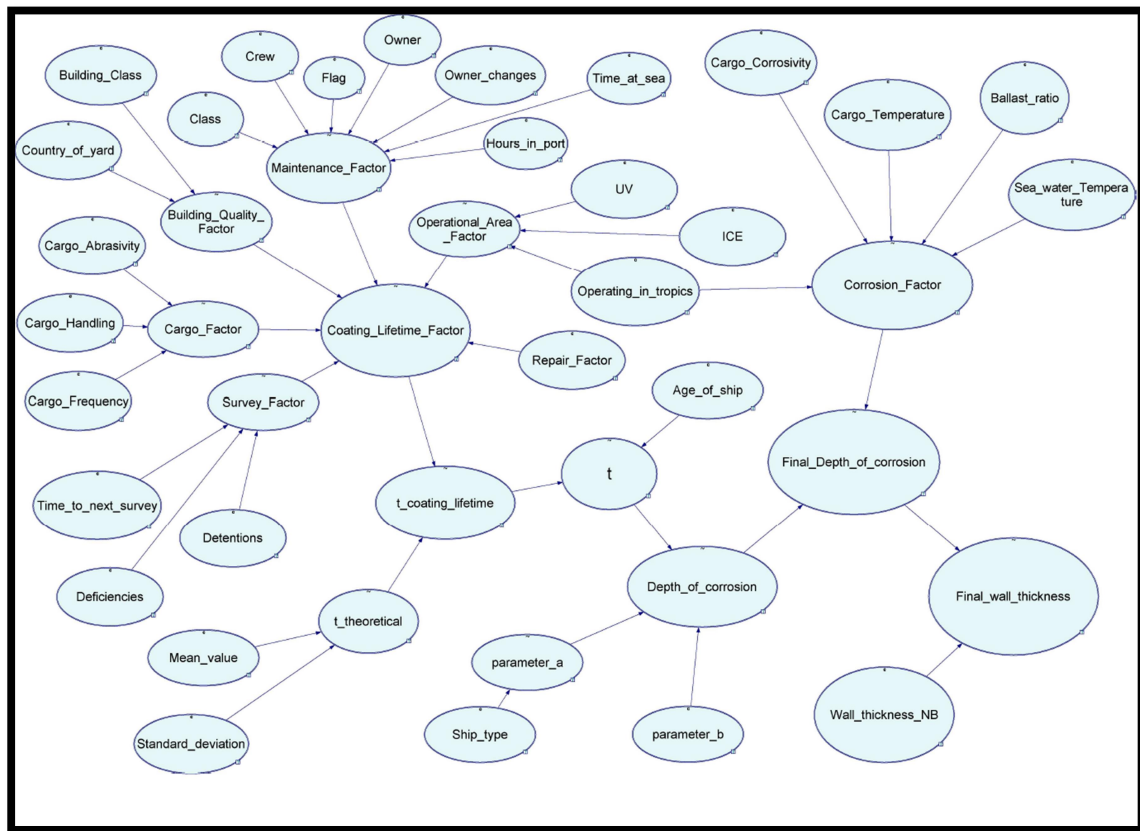 Owner
Crew
Flag
Building_Class
Owner_changes
Time_at_sea
Cargo_Corrosivity
Ballast_ratio
Cargo_Temperature
Class
Country_of_yard
Maintenance_Factor
Hours_in_port
UV
Sea_water_Tempera
ture
Building_Quality_
Factor
Operational_Area
_Factor
ICE
Cargo_Abrasivity
Operating_in_tropics
Corrosion_Factor
Cargo_Handling
Cargo_Factor
Coating_Lifetime_Factor
Repair_Factor
Cargo_Frequency
Survey_Factor
Age_of_ship
Final_Depth_of_corrosion
t
Time_to_next_survey
t_coating_lifetime
Detentions
Deficiencies
Depth_of_corrosion
Final_wall_thickness
t_theoretical
Mean_value
parameter_a
Standard_deviation
Ship_type
parameter_b
Wall_thickness_NB